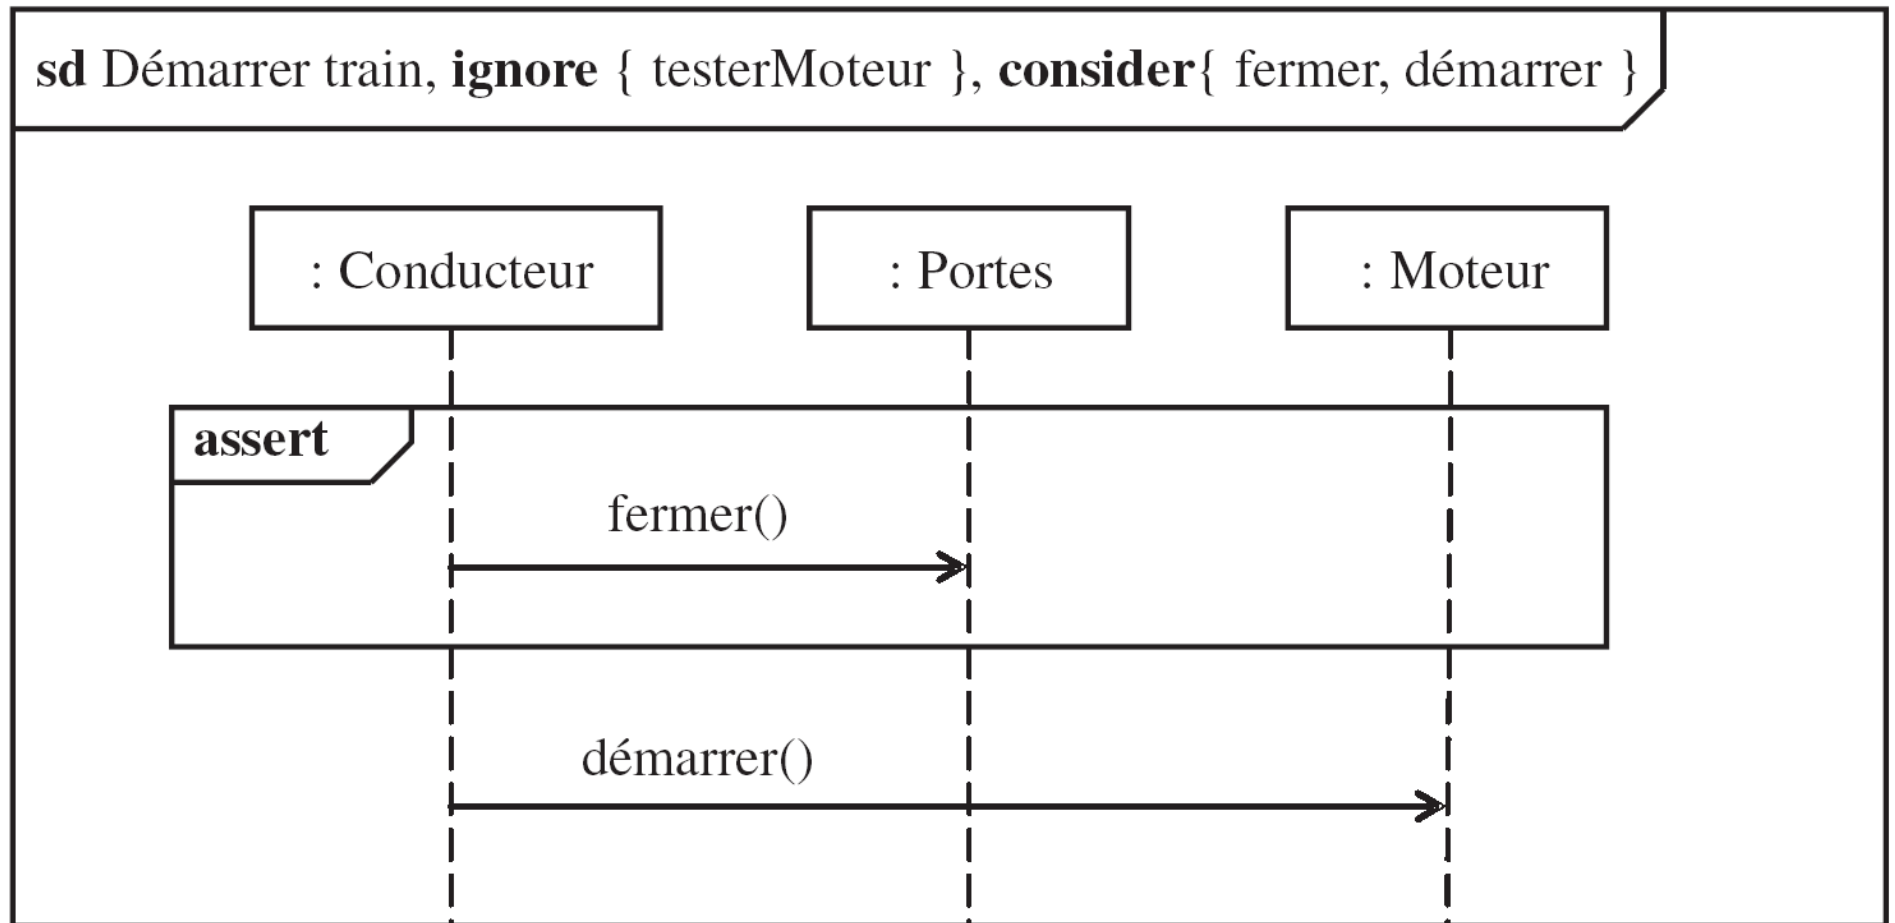 sd Démarrer train, ignore { testerMoteur }, consider{ fermer, démarrer }
: Conducteur
: Portes
: Moteur
assert
fermer()
démarrer()